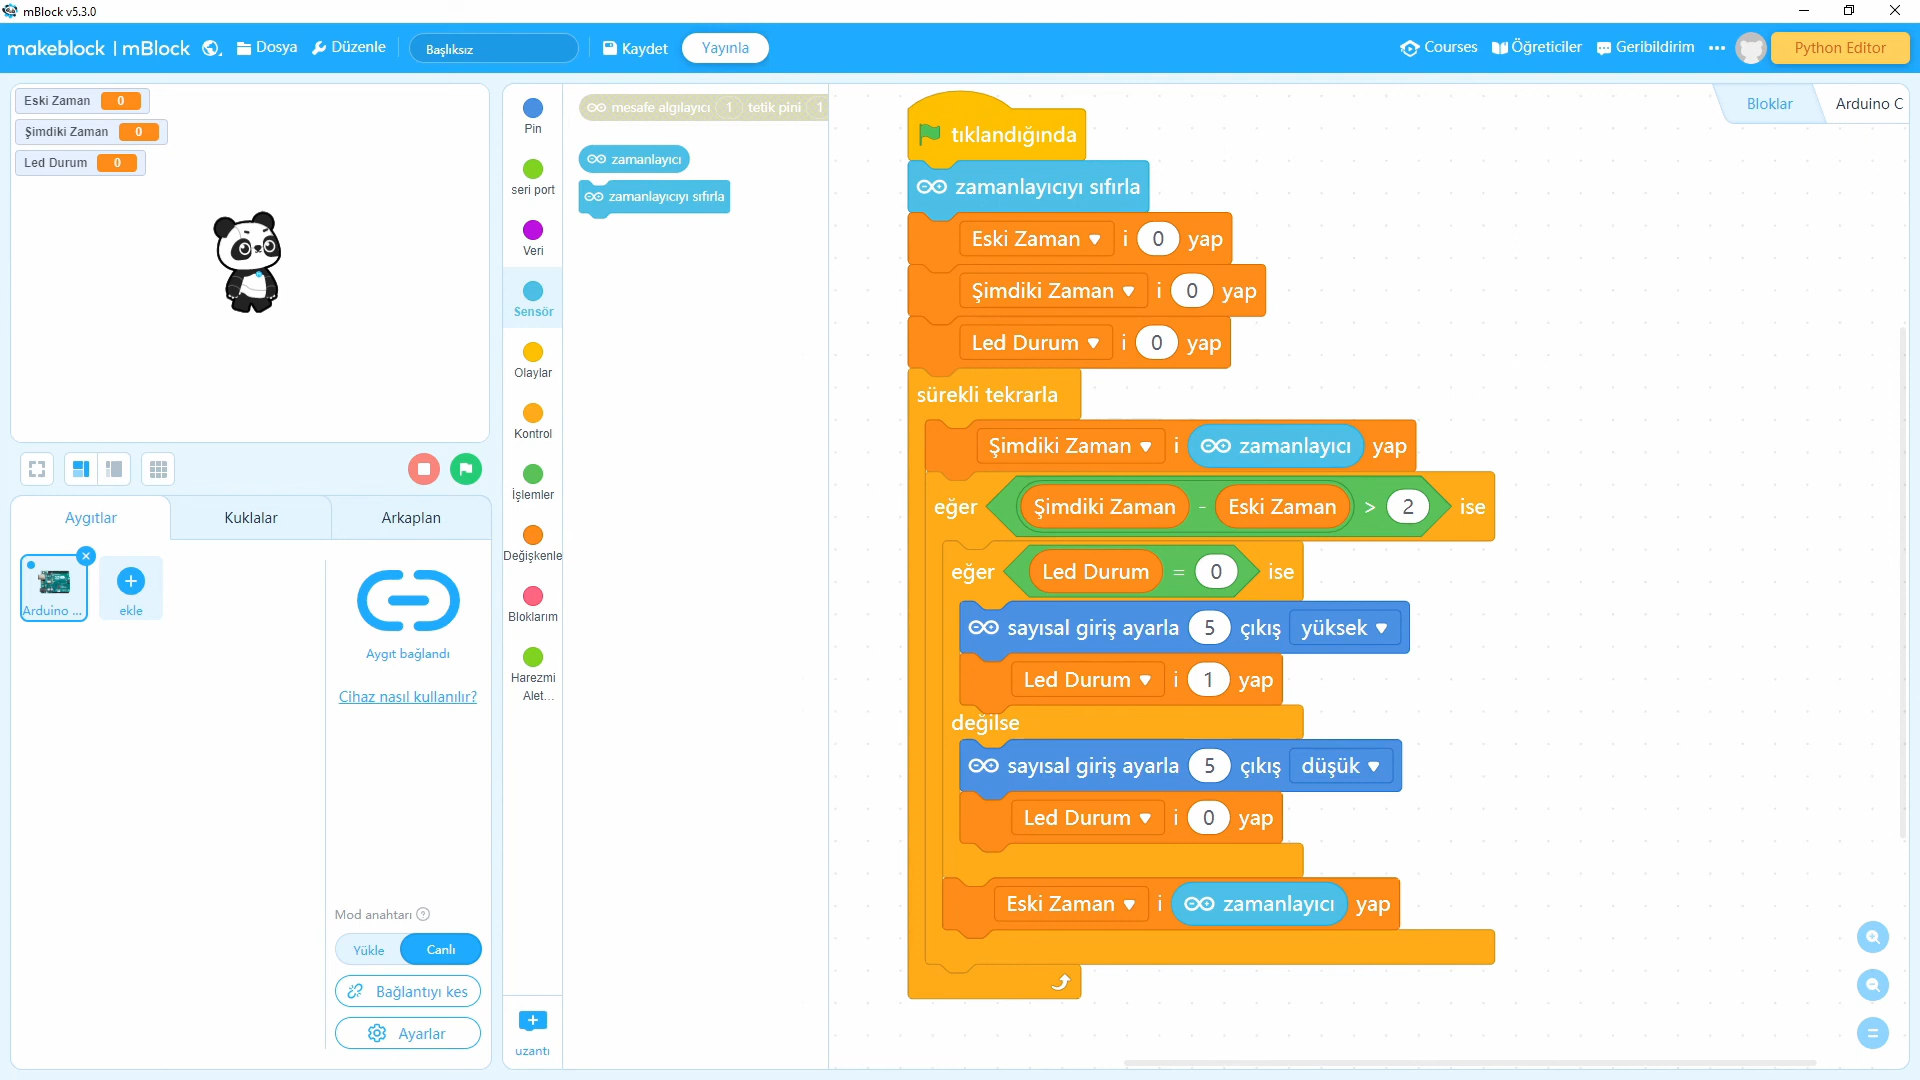 mBlock v5.3.0
makeblock | mBlock
Dosya
Düzenle
Başlıksız
Kaydet
Yayınla
Courses
Öğreticiler
Geribildirim
Python Editor
Eski Zaman 0
Şimdiki Zaman 0
Led Durum 0
Aygıtlar
Kuklalar
Arkaplan
Arduino ...
ekle
Aygıt bağlandı
Cihaz nasıl kullanılır?
Mod anahtarı ?
Yükle
Canlı
Bağlantıyı kes
Ayarlar
Pin
seri port
Veri
Sensör
Olaylar
Kontrol
İşlemler
Değişkenle
Bloklarım
Harezmi
Alet...
uzantı
mesafe algılayıcı 1 tetik pini 1
zamanlayıcı
zamanlayıcıyı sıfırla
Bloklar
Arduino C
tıklandığında
zamanlayıcıyı sıfırla
Eski Zaman i 0 yap
Şimdiki Zaman i 0 yap
Led Durum i 0 yap
sürekli tekrarla
Şimdiki Zaman i zamanlayıcı yap
eğer Şimdiki Zaman - Eski Zaman > 2 ise
eğer Led Durum = 0 ise
sayısal giriş ayarla 5 çıkış yüksek
Led Durum i 1 yap
değilse
sayısal giriş ayarla 5 çıkış düşük
Led Durum i 0 yap
Eski Zaman i zamanlayıcı yap